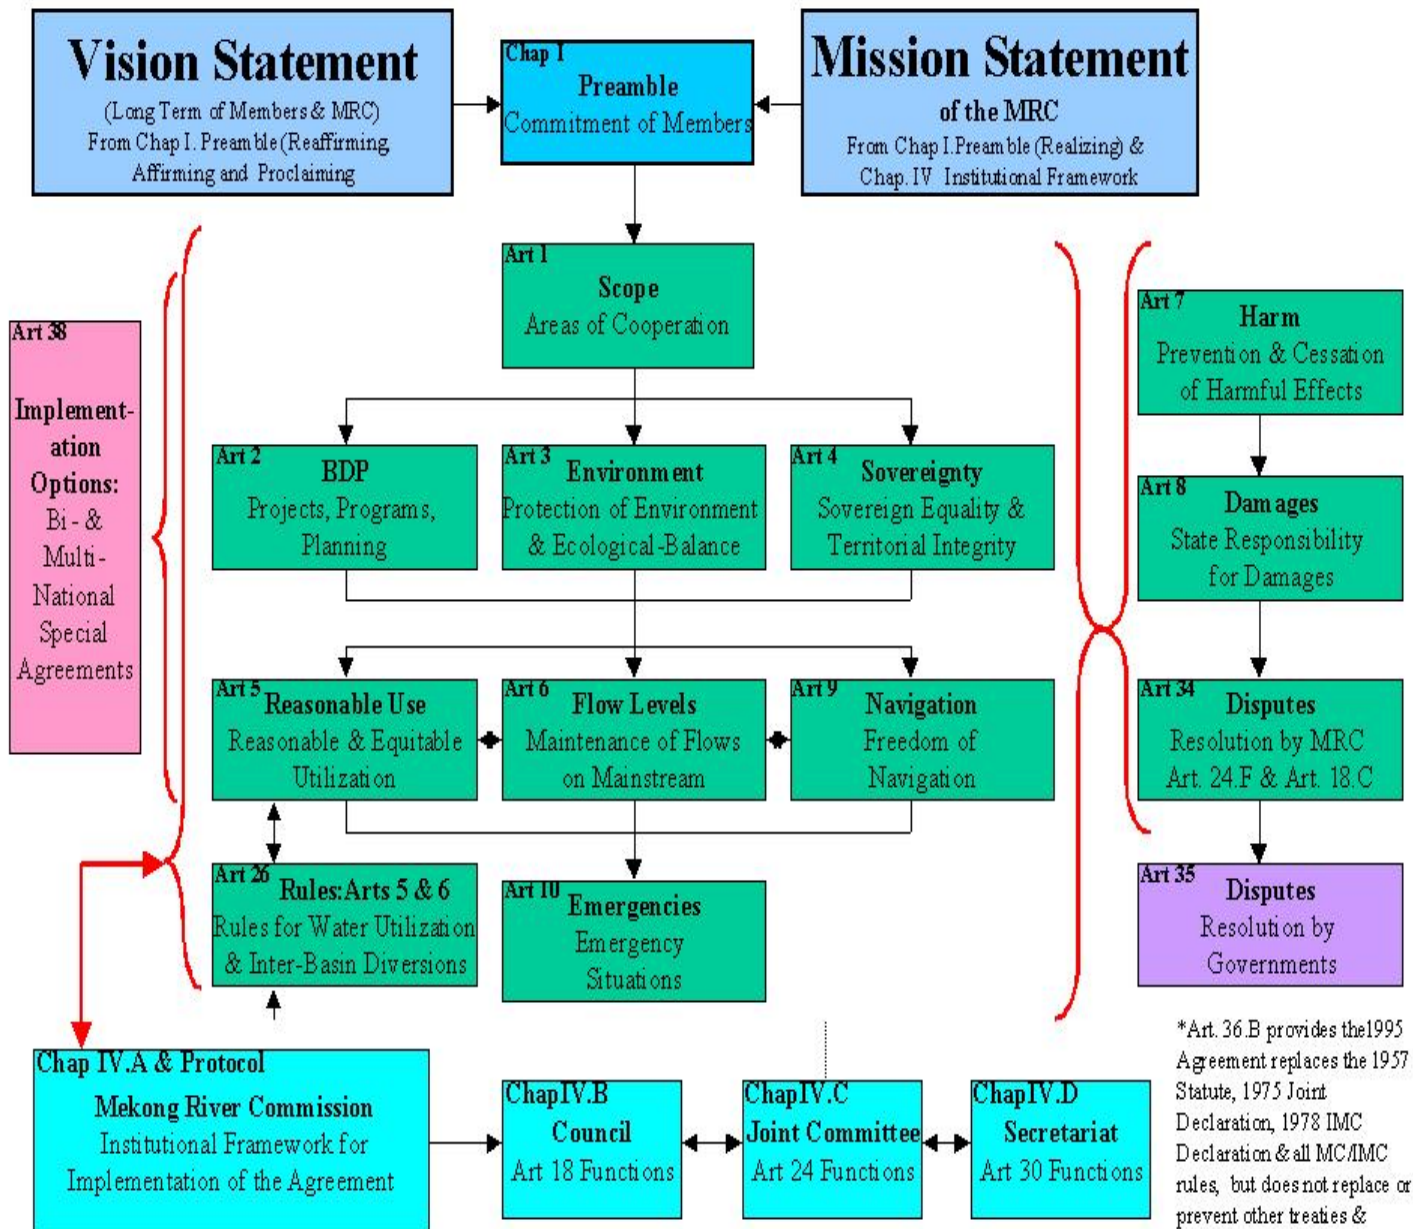 Vision Statement
(Long Term of Members & MRC)
From Chap I. Preamble (Reaffirming,
Affirming and Proclaiming
Chap I
Preamble
Commitment of Members
Mission Statement
of the MRC
From Chap I.Preamble (Realizing) &
Chap. IV Institutional Framework
Art 1
Scope
Areas of Cooperation
Art 38
Implement-
ation
Options:
Bi - &
Multi-
National
Special
Agreements
Art 2
BDP
Projects, Programs,
Planning
Art 3
Environment
Protection of Environment
& Ecological-Balance
Art 4
Sovereignty
Sovereign Equality &
Territorial Integrity
Art 7
Harm
Prevention & Cessation
of Harmful Effects
Art 8
Damages
State Responsibility
for Damages
Art 5
Reasonable Use
Reasonable & Equitable
Utilization
Art 6
Flow Levels
Maintenance of Flows
on Mainstream
Art 9
Navigation
Freedom of
Navigation
Art 34
Disputes
Resolution by MRC
Art. 24.F & Art. 18.C
Art 26
Rules:Arts 5 & 6
Rules for Water Utilization
& Inter-Basin Diversions
Art 10
Emergencies
Emergency
Situations
Art 35
Disputes
Resolution by
Governments
Chap IV.A & Protocol
Mekong River Commission
Institutional Framework for
Implementation of the Agreement
ChapIV.B
Council
Art 18 Functions
ChapIV.C
Joint Committee
Art 24 Functions
ChapIV.D
Secretariat
Art 30 Functions
*Art. 36.B provides the1995
Agreement replaces the 1957
Statute, 1975 Joint
Declaration, 1978 IMC
Declaration & all MC/IMC
rules, but does not replace or
prevent other treaties &